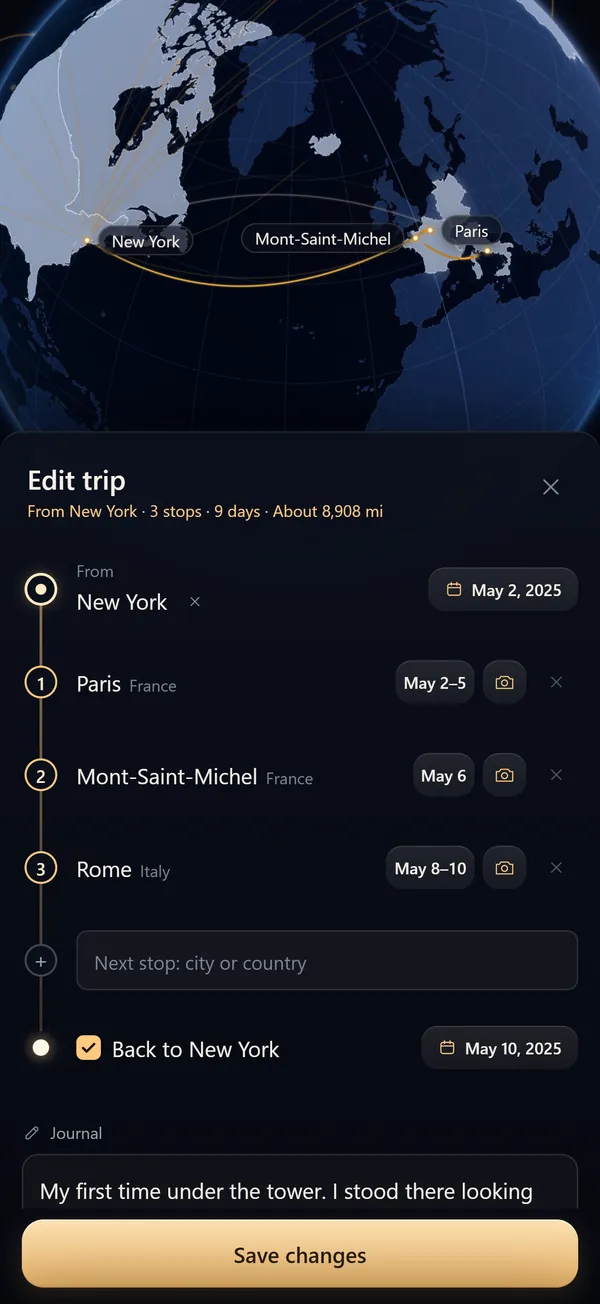 New York
Mont-Saint-Michel
Paris
Edit trip
From New York · 3 stops · 9 days · About 8,908 mi
From
New York
May 2, 2025
1
Paris France
May 2–5
2
Mont-Saint-Michel France
May 6
3
Rome Italy
May 8–10
Next stop: city or country
Back to New York
May 10, 2025
Journal
My first time under the tower. I stood there looking
Save changes